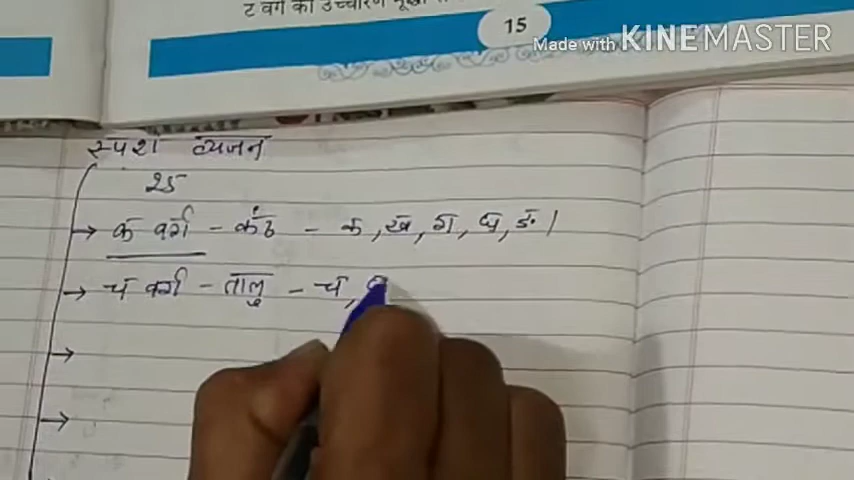 ट वर्ग का उच्चारण मूर्धा
15
Made with KINEMASTER
स्पर्श व्यंजन
25
→ क वर्ग - कंठ - क, ख, ग, घ, ङ।
→ च वर्ग - तालु - च,
→
→